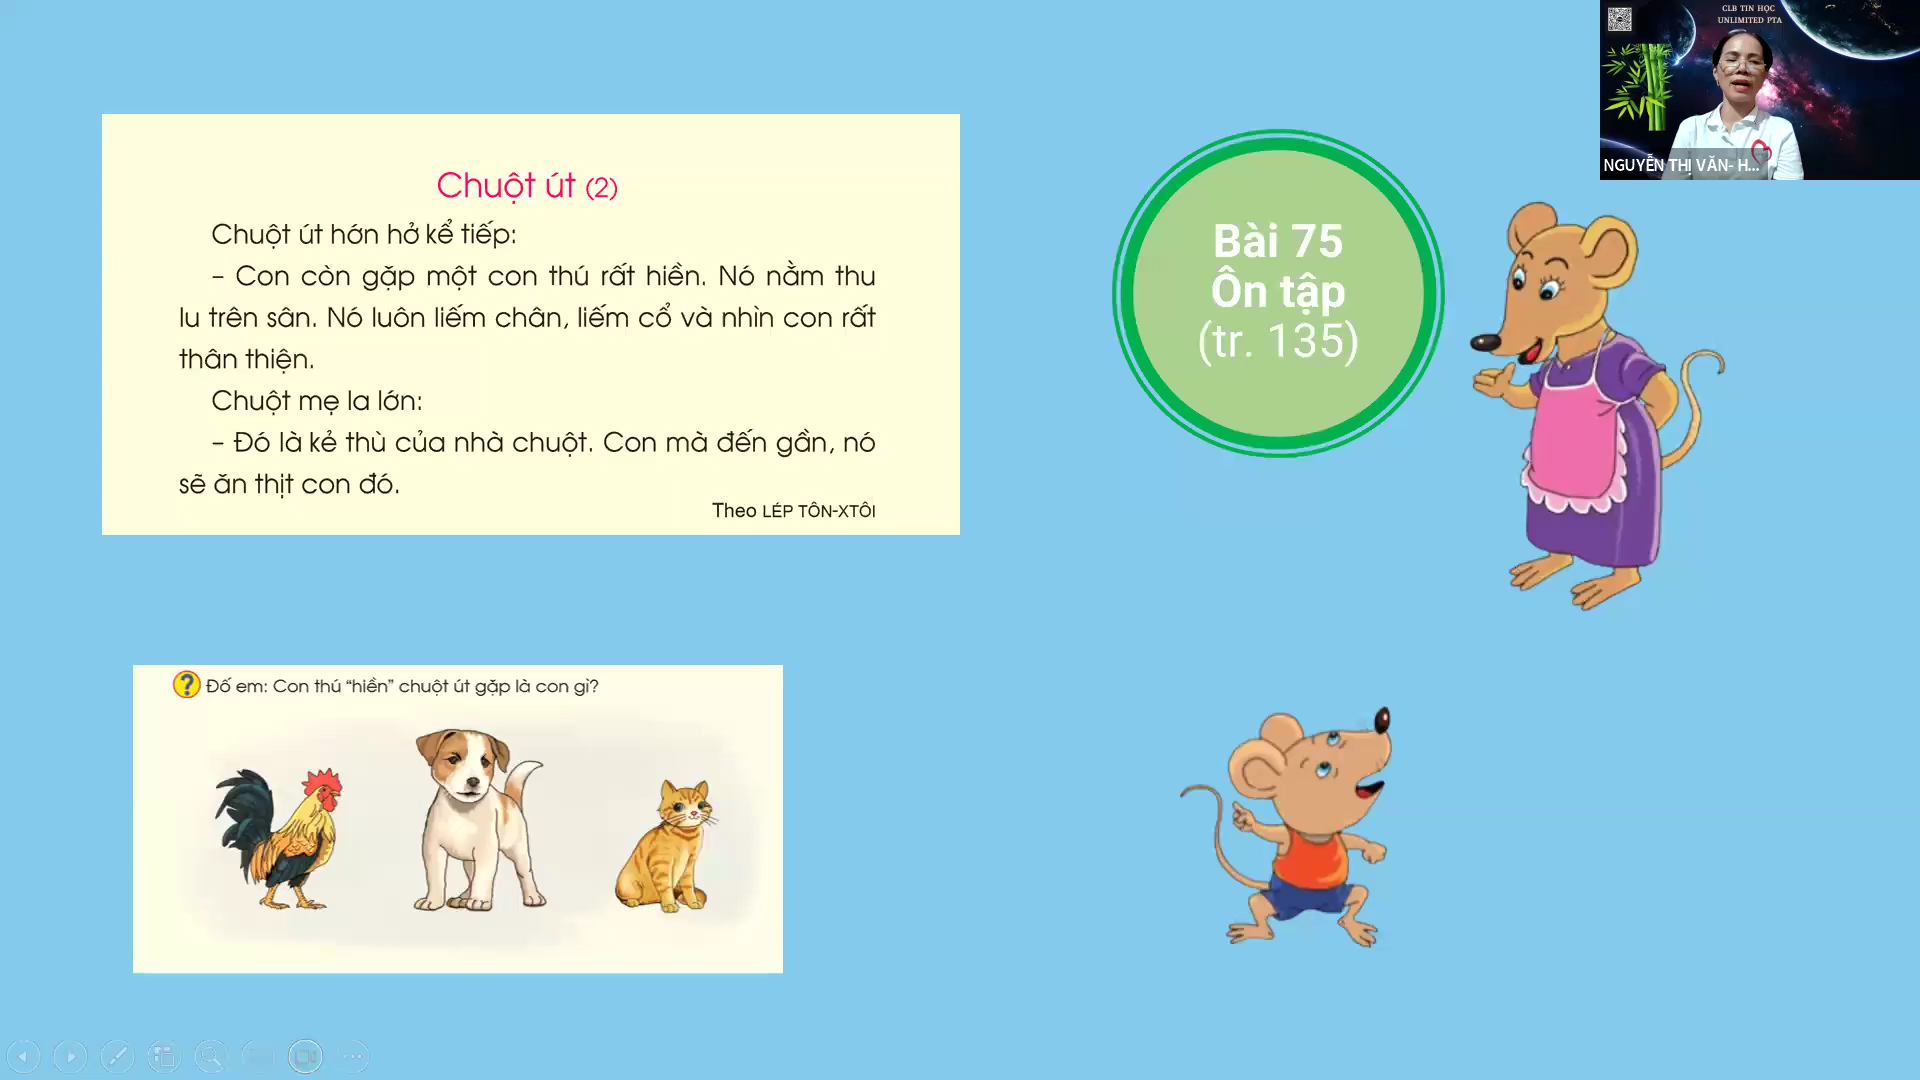 CLB TIN HỌC
UNLIMITED PTA
NGUYỄN THỊ VĂN- H...
Chuột út (2)
Chuột út hớn hở kể tiếp:
– Con còn gặp một con thú rất hiền. Nó nằm thu
lu trên sân. Nó luôn liếm chân, liếm cổ và nhìn con rất
thân thiện.
Chuột mẹ la lớn:
– Đó là kẻ thù của nhà chuột. Con mà đến gần, nó
sẽ ăn thịt con đó.
Theo LÉP TÔN-XTÔI
Bài 75
Ôn tập
(tr. 135)
? Đố em: Con thú “hiền” chuột út gặp là con gì?